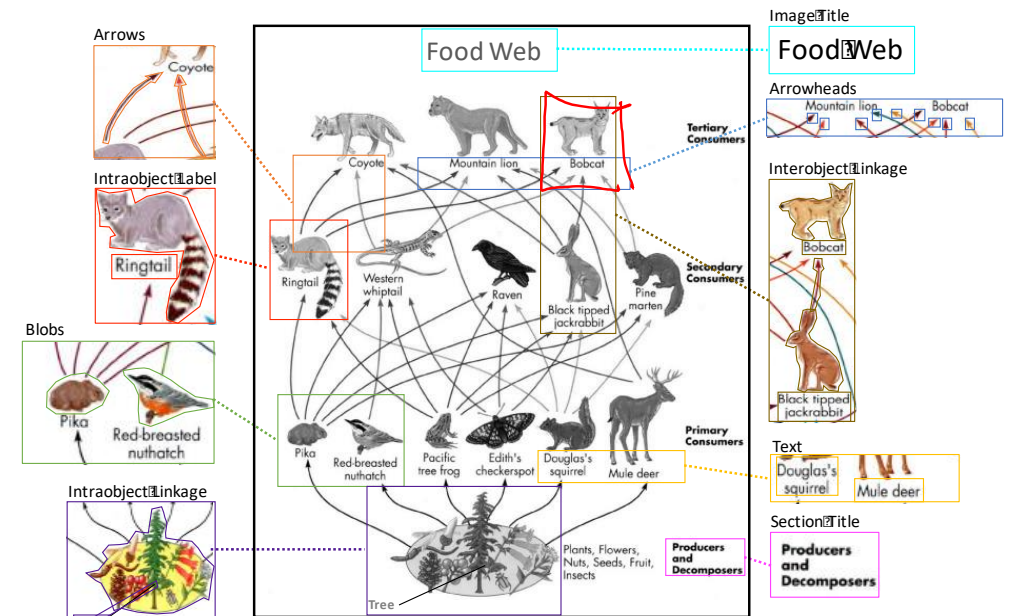 Arrows
Coyote
Intraobject Label
Ringtail
Blobs
Pika
Red-breasted
nuthatch
Intraobject Linkage
Food Web
Tertiary
Consumers
Coyote
Mountain lion
Bobcat
Secondary
Consumers
Ringtail
Western
whiptail
Raven
Black tipped
jackrabbit
Pine
marten
Primary
Consumers
Pika
Red-breasted
nuthatch
Pacific
tree frog
Edith's
checkerspot
Douglas's
squirrel
Mule deer
Plants, Flowers,
Nuts, Seeds, Fruit,
Insects
Producers
and
Decomposers
Tree
Image Title
Food Web
Arrowheads
Mountain lion
Bobcat
Interobject Linkage
Bobcat
Black tipped
jackrabbit
Text
Douglas's
squirrel
Mule deer
Section Title
Producers
and
Decomposers